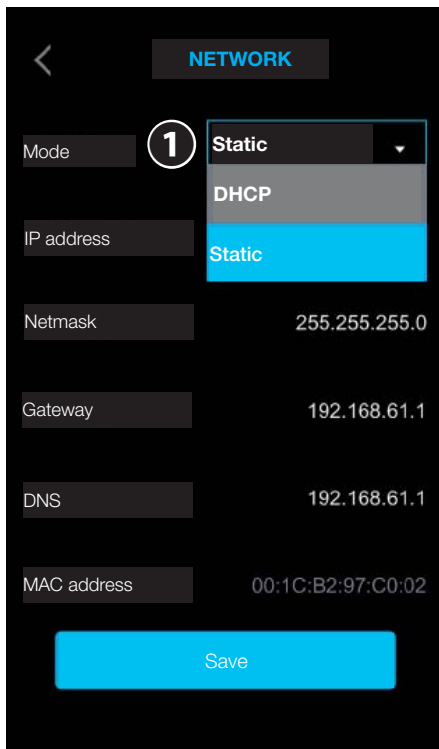 NETWORK
Mode
1
Static
DHCP
IP address
Static
Netmask
255.255.255.0
Gateway
192.168.61.1
DNS
192.168.61.1
MAC address
00:1C:B2:97:C0:02
Save